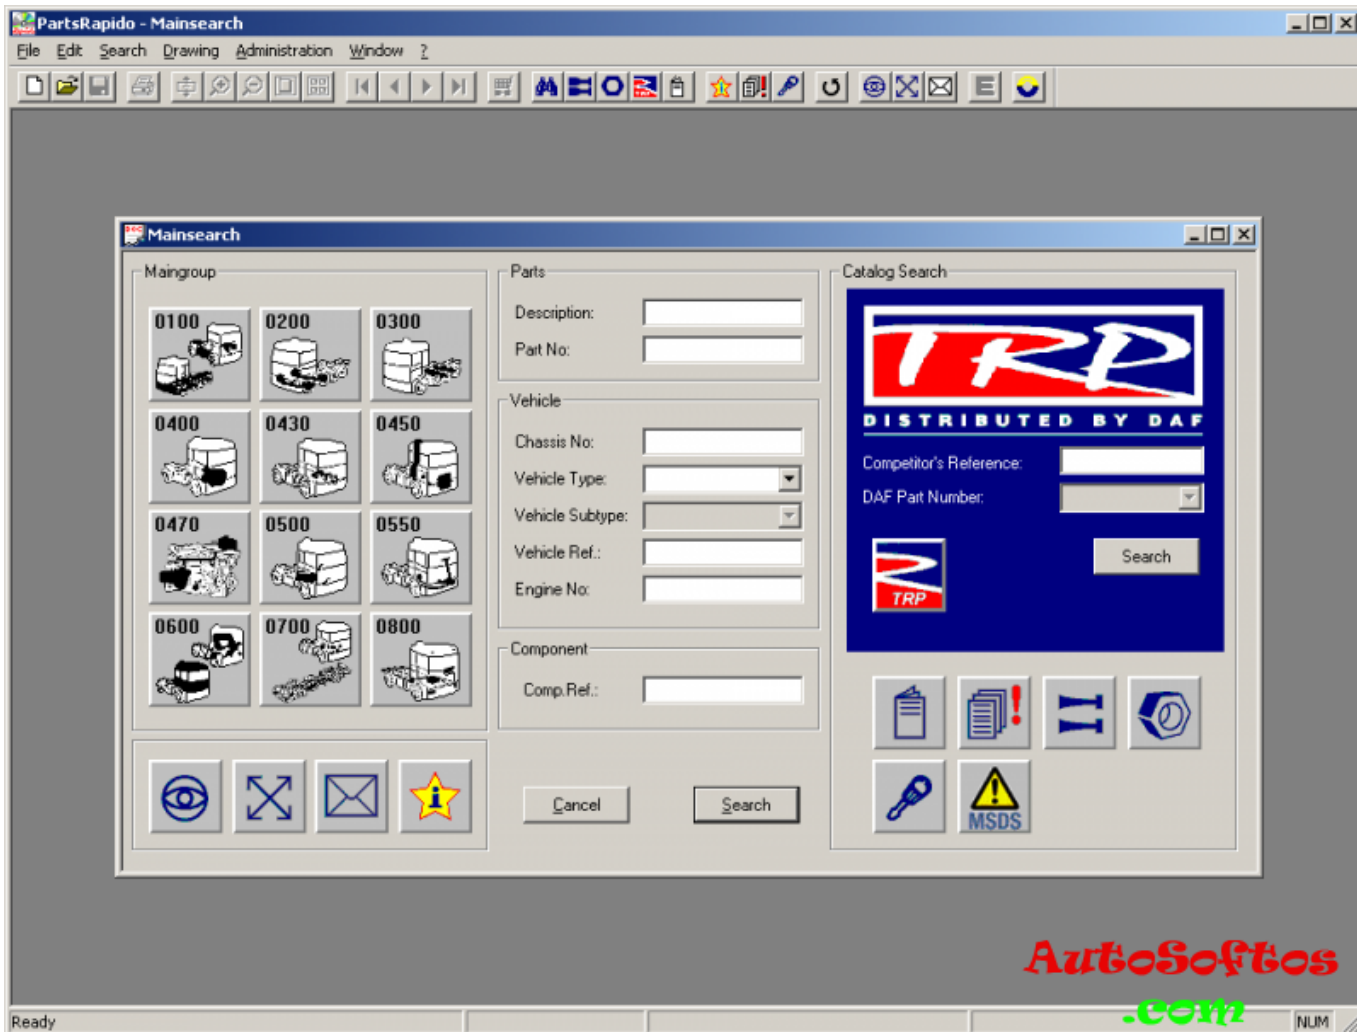 PartsRapido - Mainsearch
File Edit Search Drawing Administration Window ?
E
Mainsearch
Maingroup
0100 0200 0300
0400 0430 0450
0470 0500 0550
0600 0700 0800
Parts
Description:
Part No:
Vehicle
Chassis No:
Vehicle Type:
Vehicle Subtype:
Vehicle Ref.:
Engine No:
Component
Comp.Ref.:
Cancel Search
Catalog Search
TRP
DISTRIBUTED BY DAF
Competitor's Reference:
DAF Part Number:
Search
TRP
MSDS
AutoSoftos
.com
Ready NUM